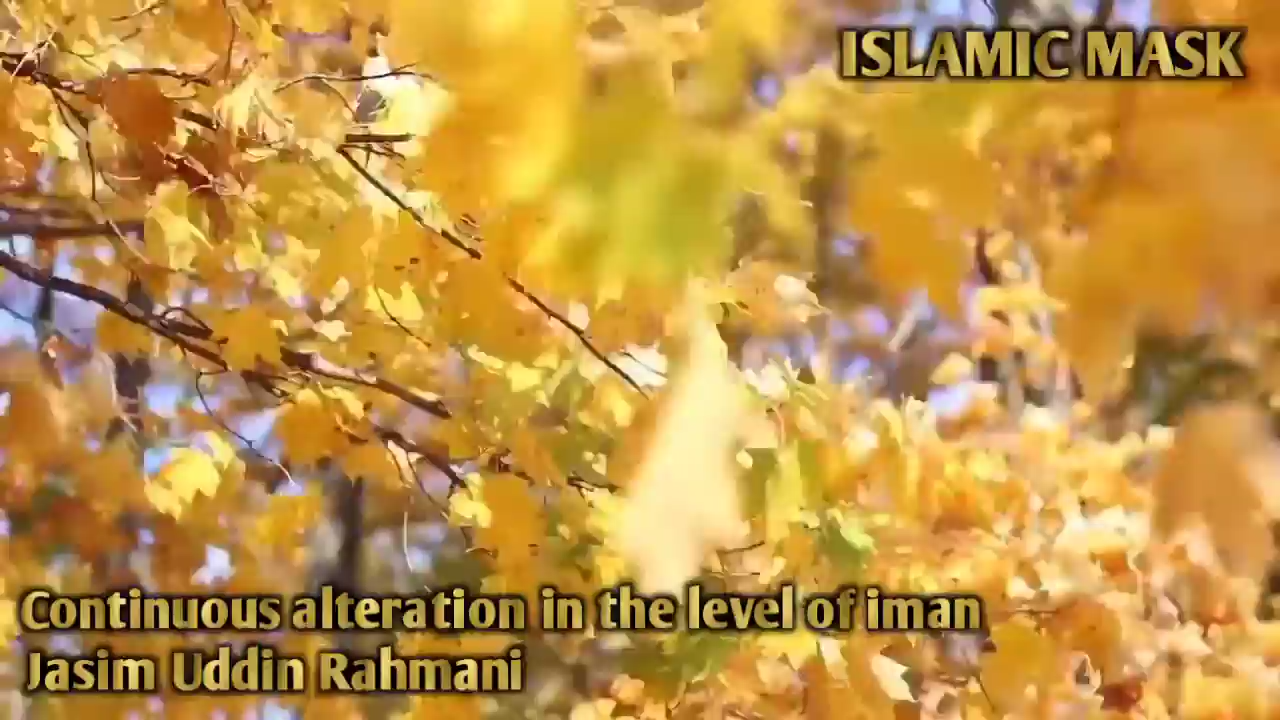 ISLAMIC MASK
Continuous alteration in the level of iman
Jasim Uddin Rahmani